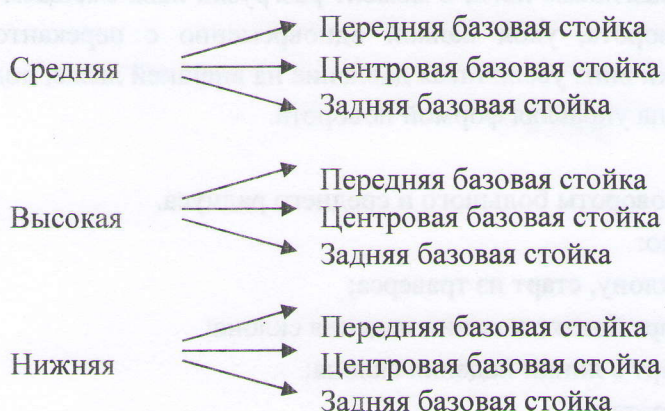 Передняя базовая стойка
Средняя Центровая базовая стойка
Задняя базовая стойка
Передняя базовая стойка
Высокая Центровая базовая стойка
Задняя базовая стойка
Передняя базовая стойка
Нижняя Центровая базовая стойка
Задняя базовая стойка